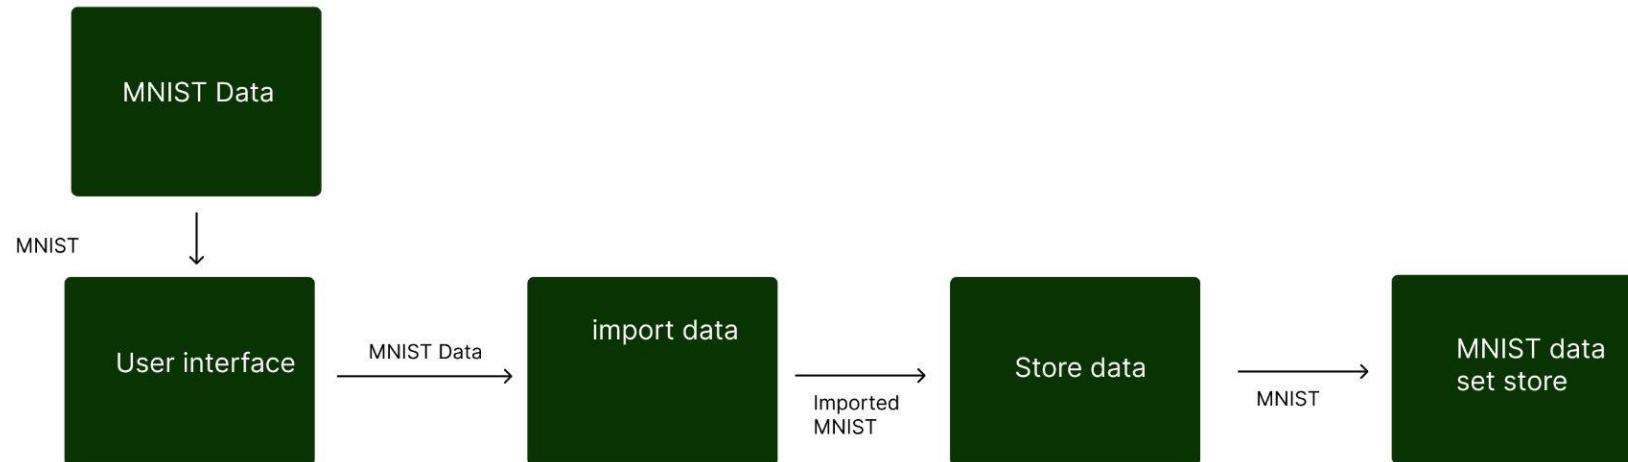 MNIST Data
MNIST
User interface
MNIST Data
import data
Imported
MNIST
Store data
MNIST
MNIST data
set store